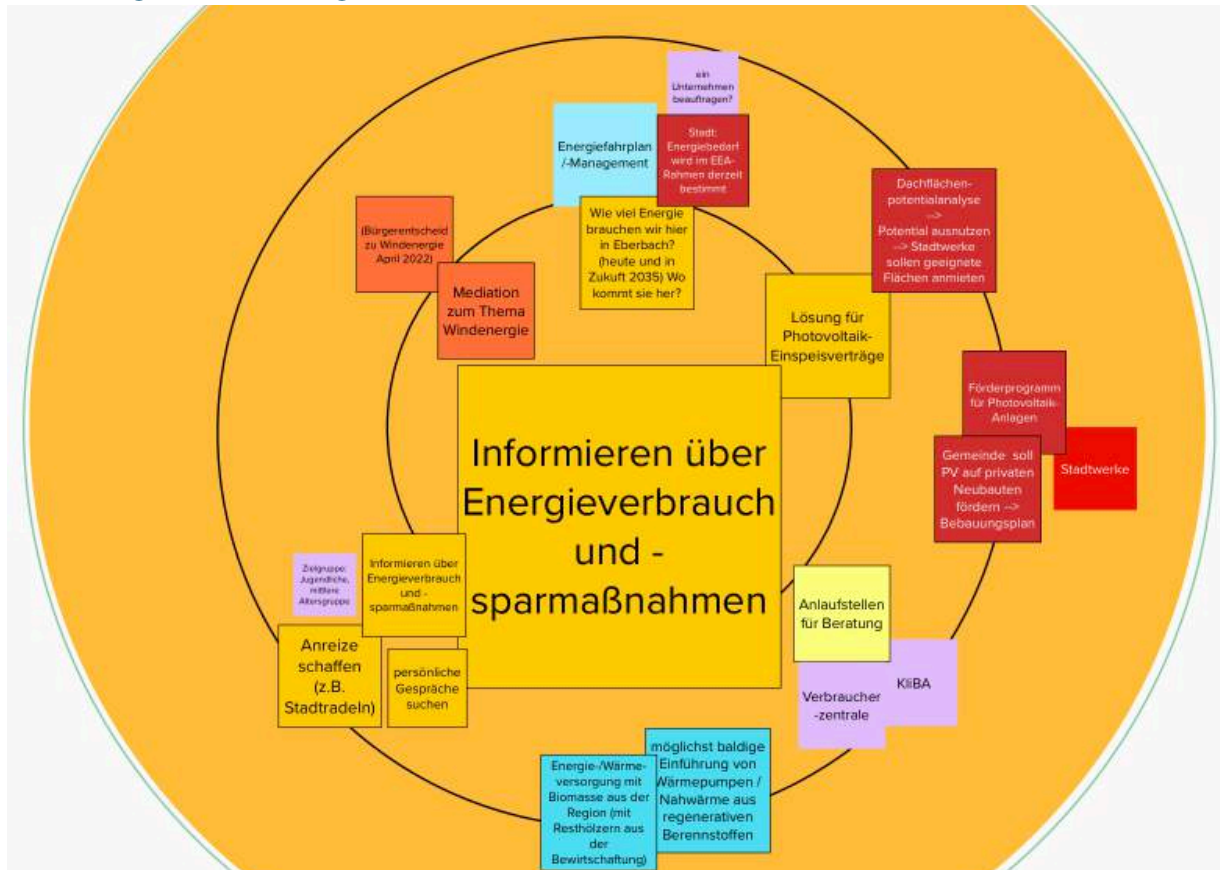 ein
Unternehmen
beauftragen?
Energiefahrplan
/-Management
Stadt:
Energiebedarf
wird im EEA-
Rahmen derzeit
bestimmt
Wie viel Energie
brauchen wir hier
in Eberbach?
(heute und in
Zukunft 2035) Wo
kommt sie her?
(Bürgerentscheid
zu Windenergie
April 2022)
Mediation
zum Thema
Windenergie
Dachflächen-
potentialanalyse
-->
Potential ausnutzen
--> Stadtwerke
sollen geeignete
Flächen anmieten
Lösung für
Photovoltaik-
Einspeisverträge
Förderprogramm
für Photovoltaik-
Anlagen
Stadtwerke
Gemeinde soll
PV auf privaten
Neubauten
fördern -->
Bebauungsplan
Informieren über
Energieverbrauch
und -
sparmaßnahmen
Zielgruppe:
Jugendliche,
mittlere
Altersgruppe
Informieren über
Energieverbrauch
und -
sparmaßnahmen
Anreize
schaffen
(z.B.
Stadtradeln)
persönliche
Gespräche
suchen
Anlaufstellen
für Beratung
KliBA
Verbraucher
-zentrale
Energie-/Wärme-
versorgung mit
Biomasse aus der
Region (mit
Resthölzern aus
der
Bewirtschaftung)
möglichst baldige
Einführung von
Wärmepumpen /
Nahwärme aus
regenerativen
Berennstoffen